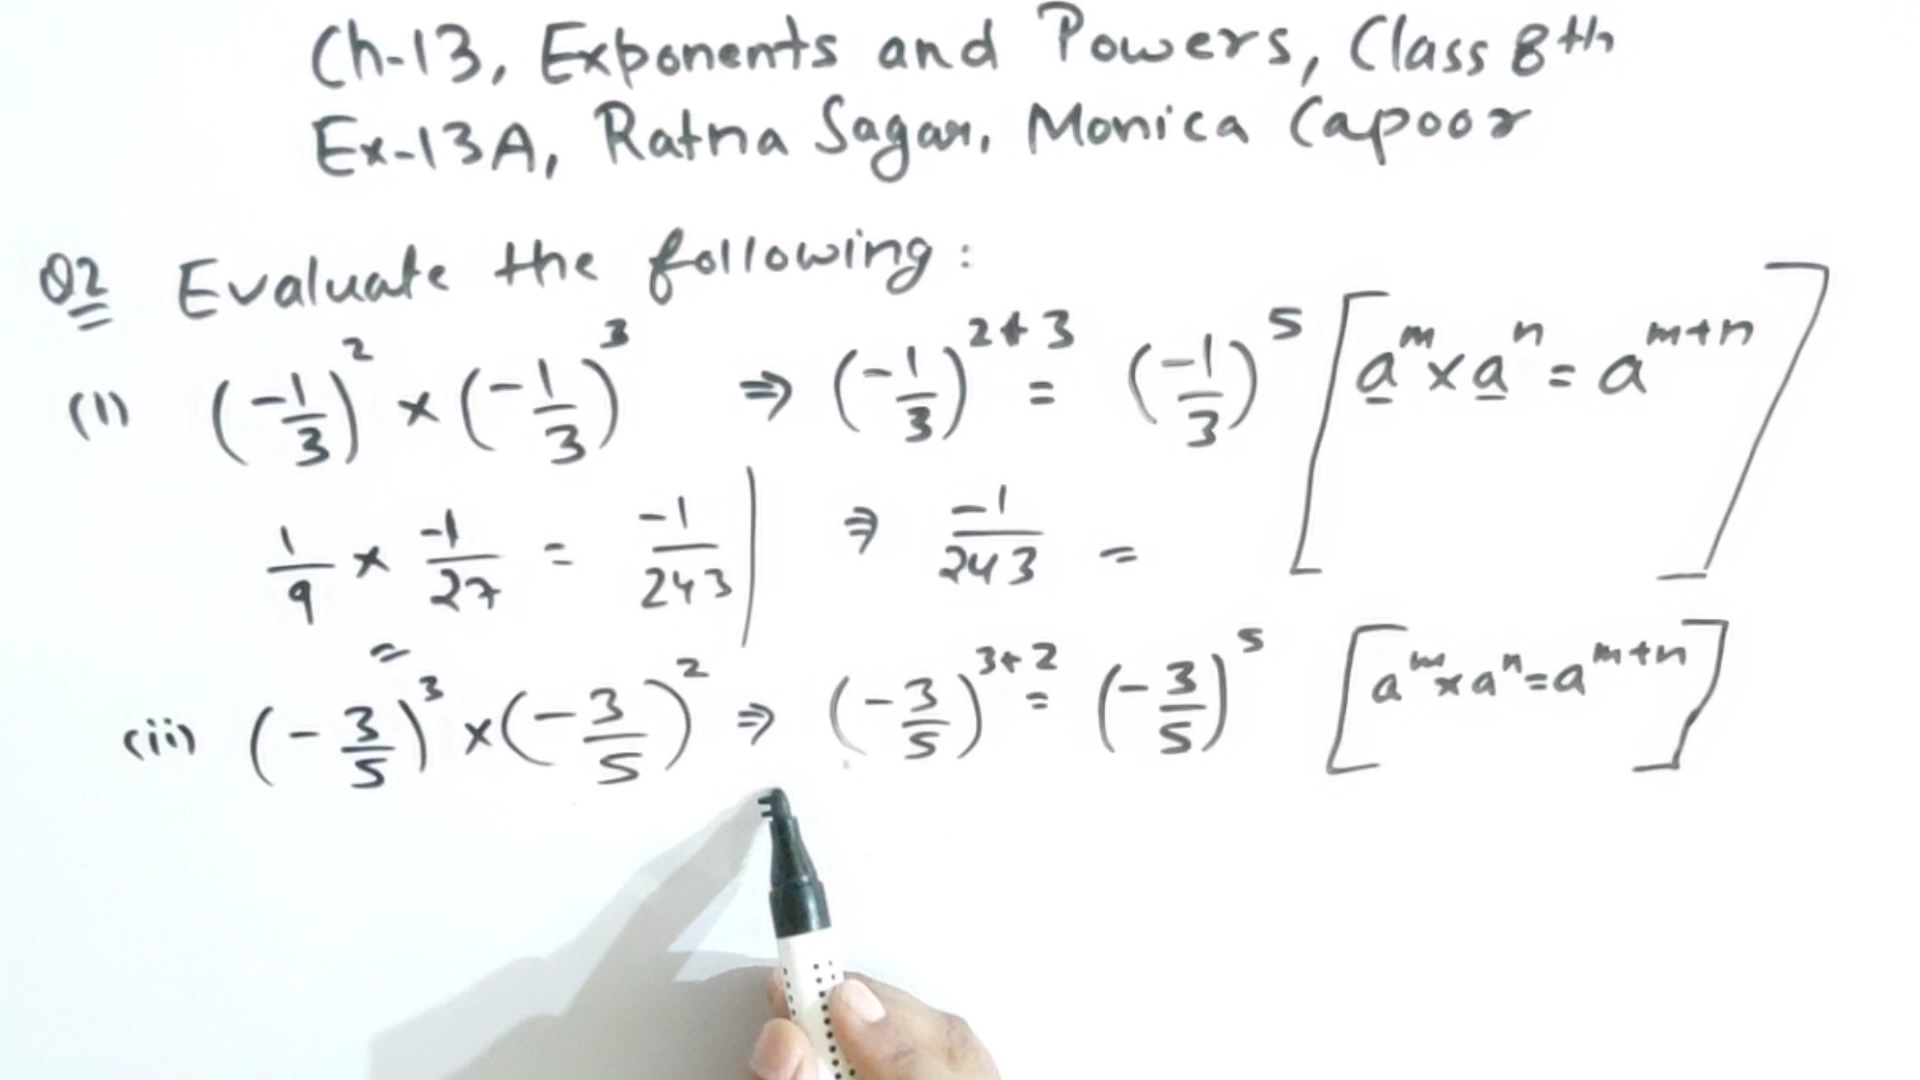 Ch-13, Exponents and Powers, Class 8th
Ex-13A, Ratna Sagar, Monica Capoor
Q2 Evaluate the following:
(i) (-1/3)^2 × (-1/3)^3 ⇒ (-1/3)^2+3 = (-1/3)^5 [a^m × a^n = a^m+n]
1/9 × -1/27 = -1/243 | ⇒ -1/243 =
=
(ii) (-3/5)^3 × (-3/5)^2 ⇒ (-3/5)^3+2 = (-3/5)^5 [a^m × a^n = a^m+n]